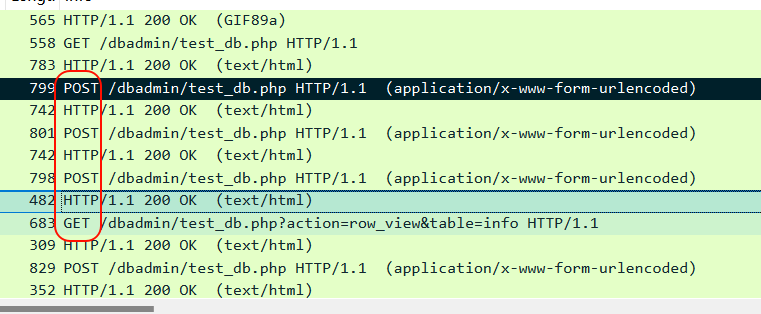 565 HTTP/1.1 200 OK (GIF89a)
558 GET /dbadmin/test_db.php HTTP/1.1
783 HTTP/1.1 200 OK (text/html)
799 POST /dbadmin/test_db.php HTTP/1.1 (application/x-www-form-urlencoded)
742 HTTP/1.1 200 OK (text/html)
801 POST /dbadmin/test_db.php HTTP/1.1 (application/x-www-form-urlencoded)
742 HTTP/1.1 200 OK (text/html)
798 POST /dbadmin/test_db.php HTTP/1.1 (application/x-www-form-urlencoded)
482 HTTP/1.1 200 OK (text/html)
683 GET /dbadmin/test_db.php?action=row_view&table=info HTTP/1.1
309 HTTP/1.1 200 OK (text/html)
829 POST /dbadmin/test_db.php HTTP/1.1 (application/x-www-form-urlencoded)
352 HTTP/1.1 200 OK (text/html)